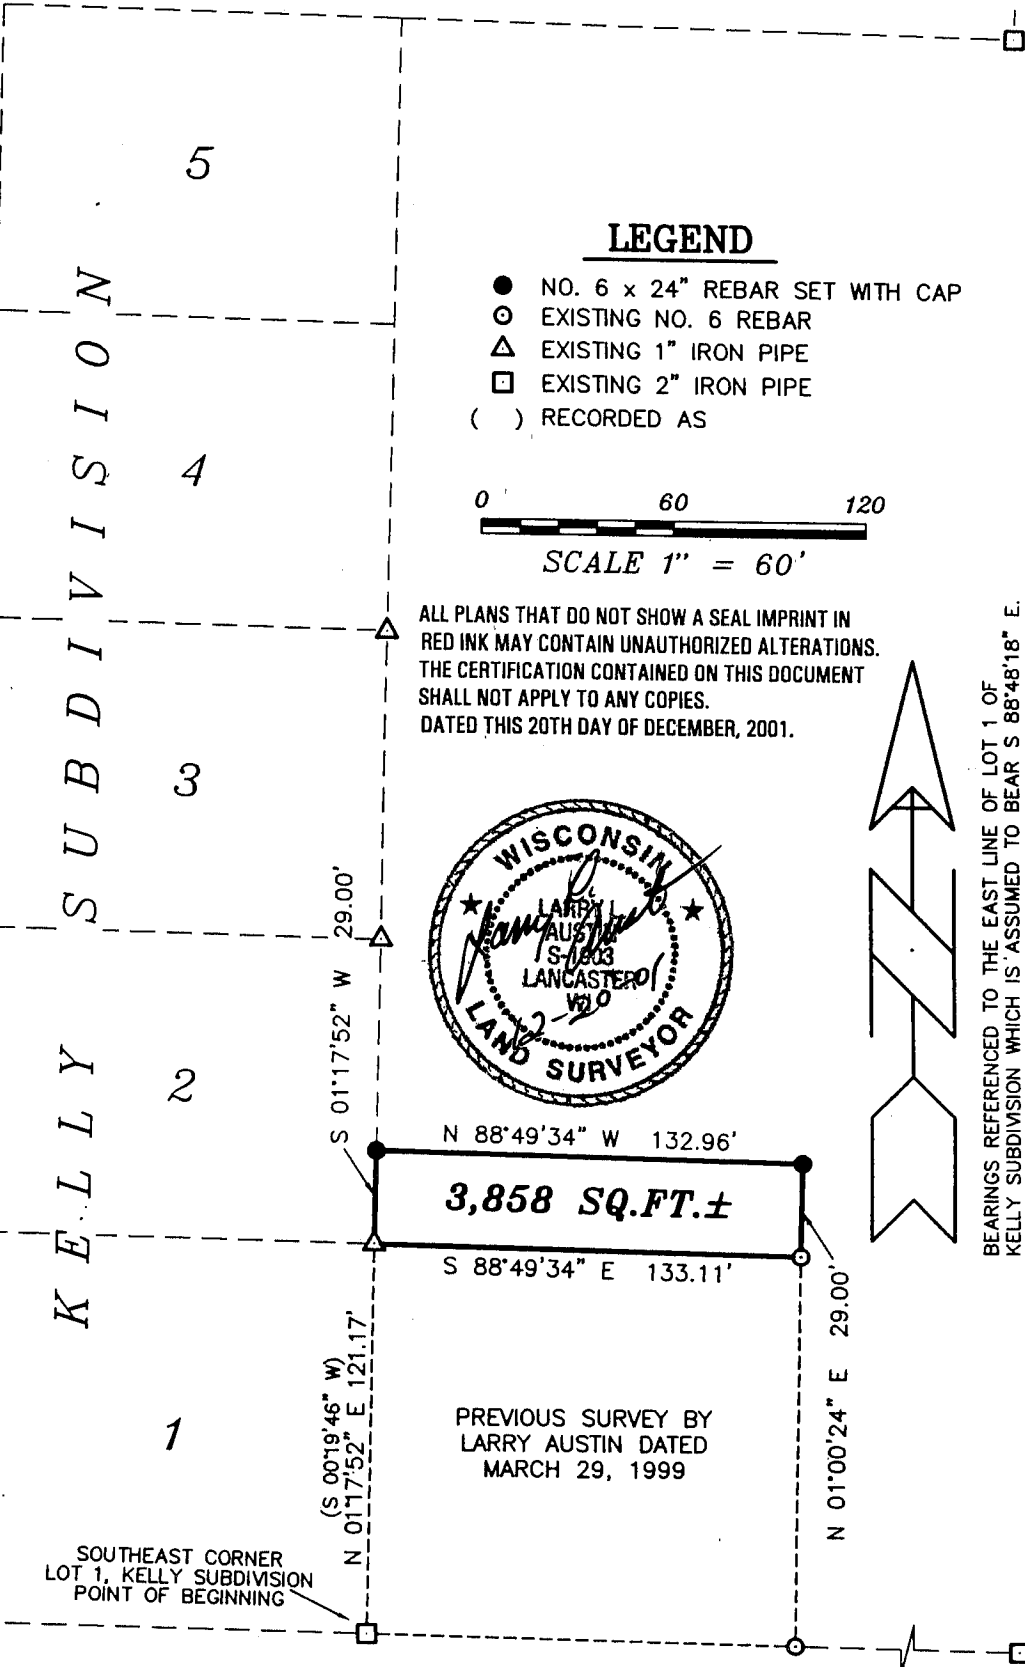 5
LEGEND
NO. 6 x 24" REBAR SET WITH CAP
EXISTING NO. 6 REBAR
EXISTING 1" IRON PIPE
EXISTING 2" IRON PIPE
( ) RECORDED AS
4
0 60 120
SCALE 1" = 60'
ALL PLANS THAT DO NOT SHOW A SEAL IMPRINT IN
RED INK MAY CONTAIN UNAUTHORIZED ALTERATIONS.
THE CERTIFICATION CONTAINED ON THIS DOCUMENT
SHALL NOT APPLY TO ANY COPIES.
DATED THIS 20TH DAY OF DECEMBER, 2001.
KELLY SUBDIVISION
3
BEARINGS REFERENCED TO THE EAST LINE OF LOT 1 OF
KELLY SUBDIVISION WHICH IS ASSUMED TO BEAR S 88°48'18" E.
WISCONSIN
LARRY L.
AUSTIN
S-1803
LANCASTER
WI
12-20-01
LAND SURVEYOR
S 01°17'52" W 29.00'
2
N 88°49'34" W 132.96'
3,858 SQ.FT.±
S 88°49'34" E 133.11'
N 01°00'24" E 29.00'
(S 00°19'46" W)
N 01°17'52" E 121.17'
1
PREVIOUS SURVEY BY
LARRY AUSTIN DATED
MARCH 29, 1999
SOUTHEAST CORNER
LOT 1, KELLY SUBDIVISION
POINT OF BEGINNING